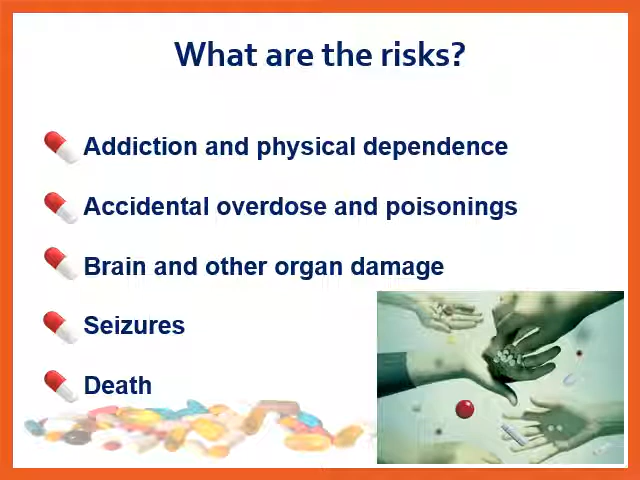 What are the risks?
Addiction and physical dependence
Accidental overdose and poisonings
Brain and other organ damage
Seizures
Death